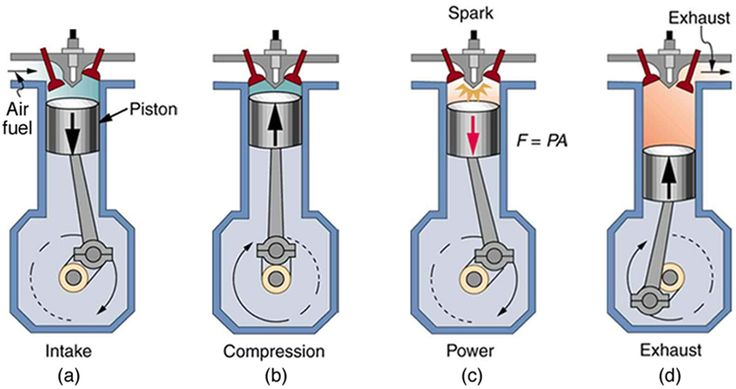 Spark
Exhaust
Air
fuel
Piston
F = PA
Intake
Compression
Power
Exhaust
(a)
(b)
(c)
(d)